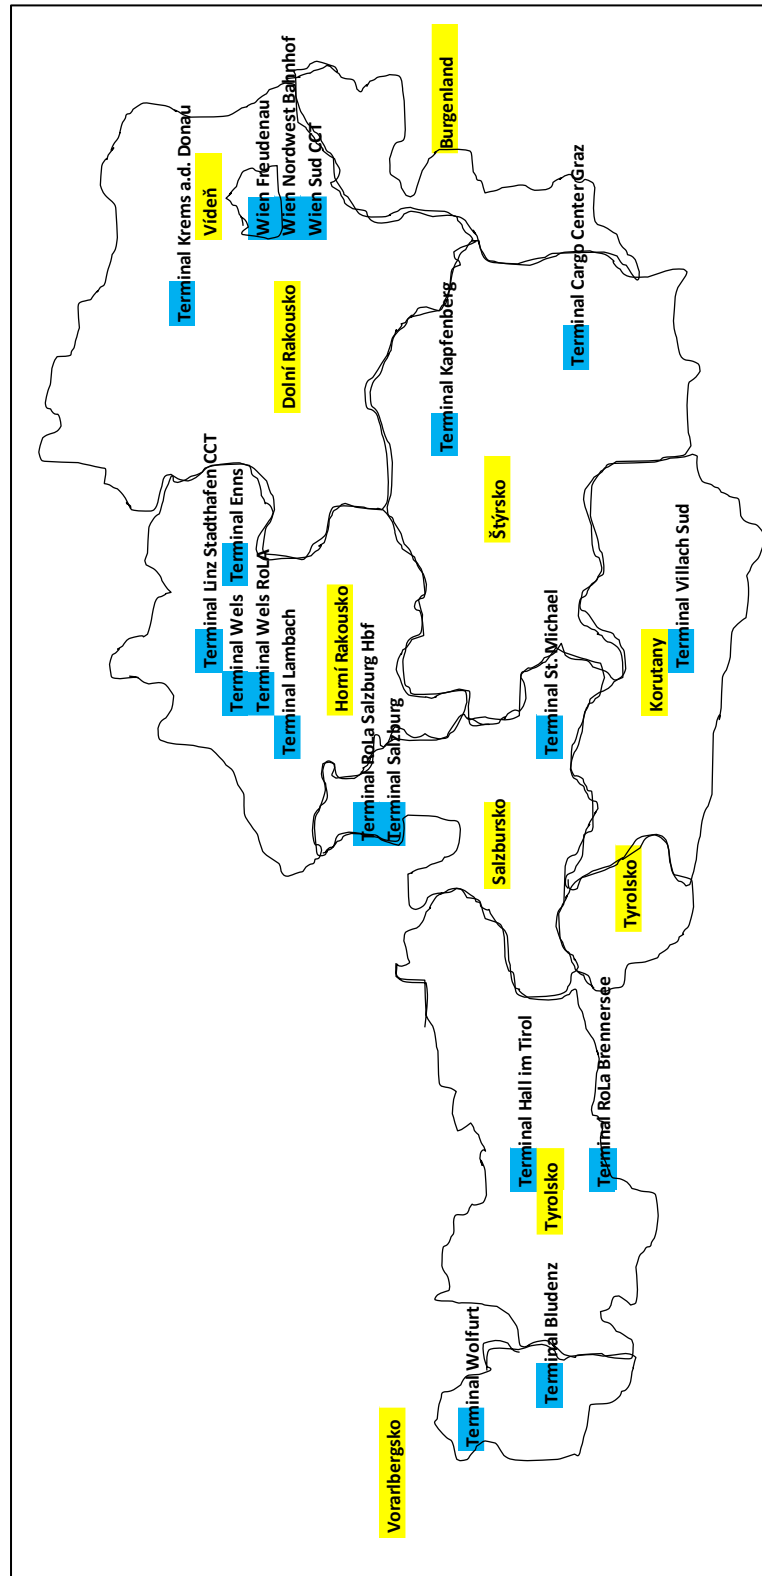 Terminal Krems a.d. Donau
Terminal Linz Stadthafen CCT
Vídeň
Terminal Wels
Terminal Enns
Terminal Wels RoLA
Wien Freudenau
Terminal Lambach
Dolní Rakousko
Wien Nordwest Bahnhof
Wien Sud CCT
Horní Rakousko
Terminal RoLa Salzburg Hbf
Vorarlbergsko
Terminal Salzburg
Terminal Kapfenberg
Burgenland
Terminal Wolfurt
Salzbursko
Štýrsko
Terminal Hall im Tirol
Terminal Bludenz
Tyrolsko
Terminal St. Michael
Terminal Cargo Center Graz
Terminal RoLa Brennersee
Tyrolsko
Korutany
Terminal Villach Sud